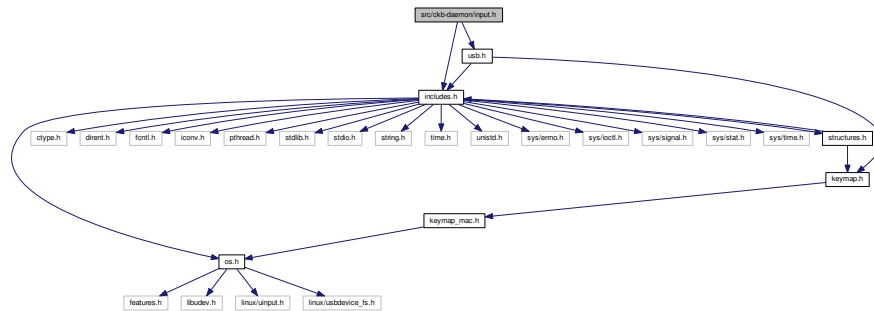 src/ckb-daemon/input.h
usb.h
includes.h
ctype.h
dirent.h
fcntl.h
iconv.h
pthread.h
stdlib.h
stdio.h
string.h
time.h
unistd.h
sys/errno.h
sys/ioctl.h
sys/signal.h
sys/stat.h
sys/time.h
structures.h
keymap.h
keymap_mac.h
os.h
features.h
libudev.h
linux/uinput.h
linux/usbdevice_fs.h